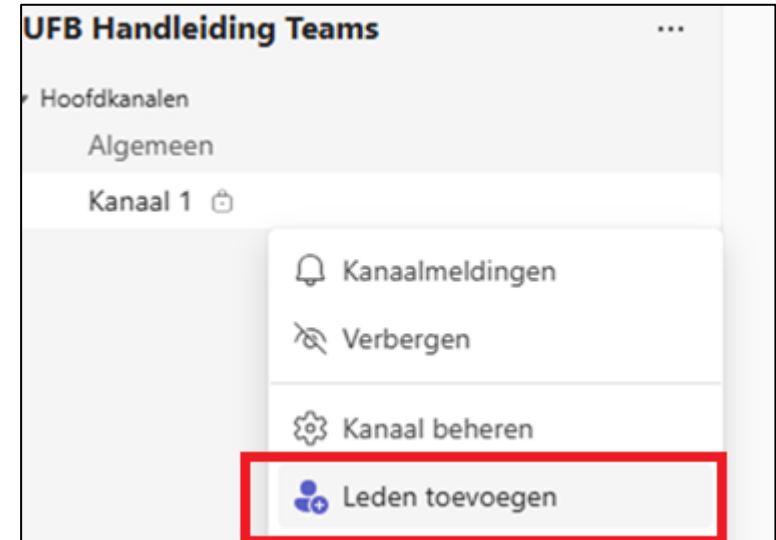 UFB Handleiding Teams ...
Hoofdkanalen
Algemeen
Kanaal 1
Kanaalmeldingen
Verbergen
Kanaal beheren
Leden toevoegen